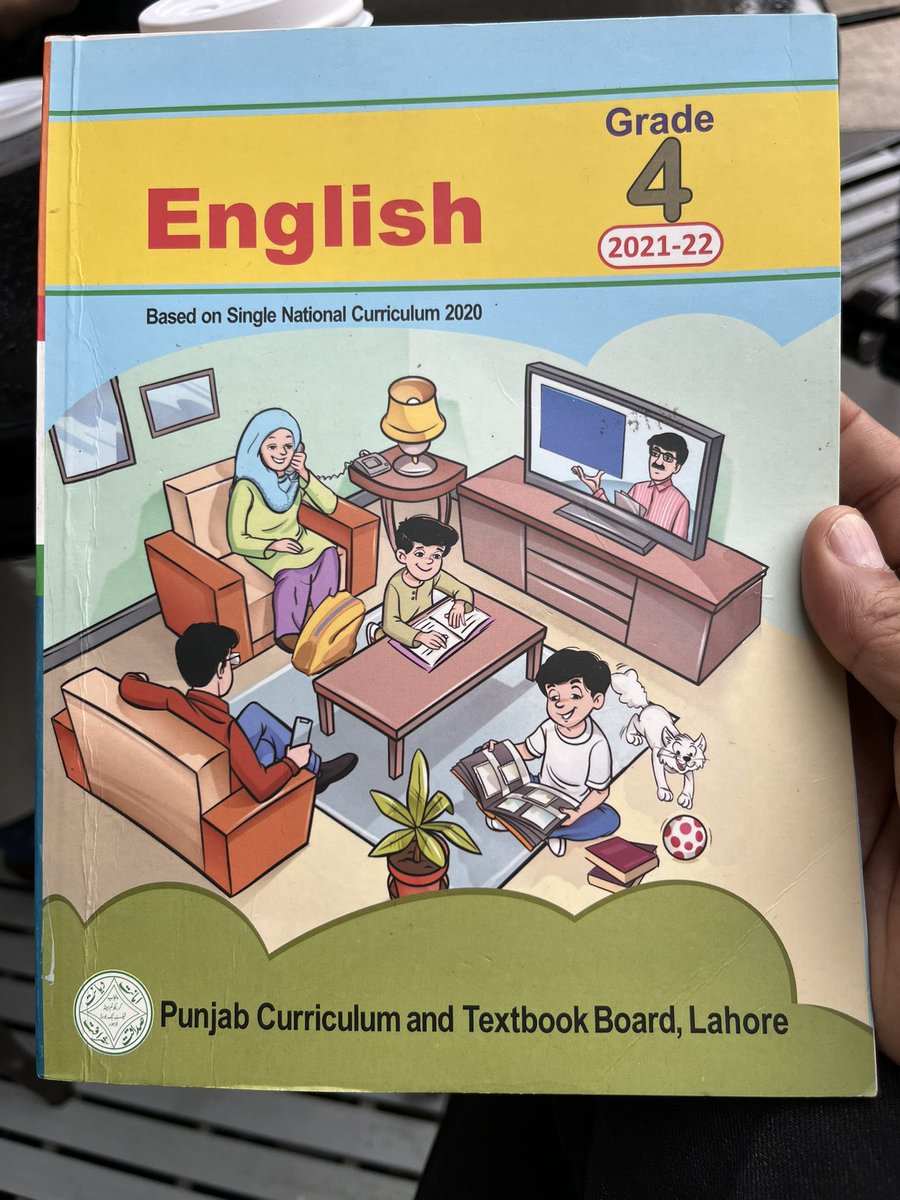 Grade
4
English
2021-22
Based on Single National Curriculum 2020
Punjab Curriculum and Textbook Board, Lahore